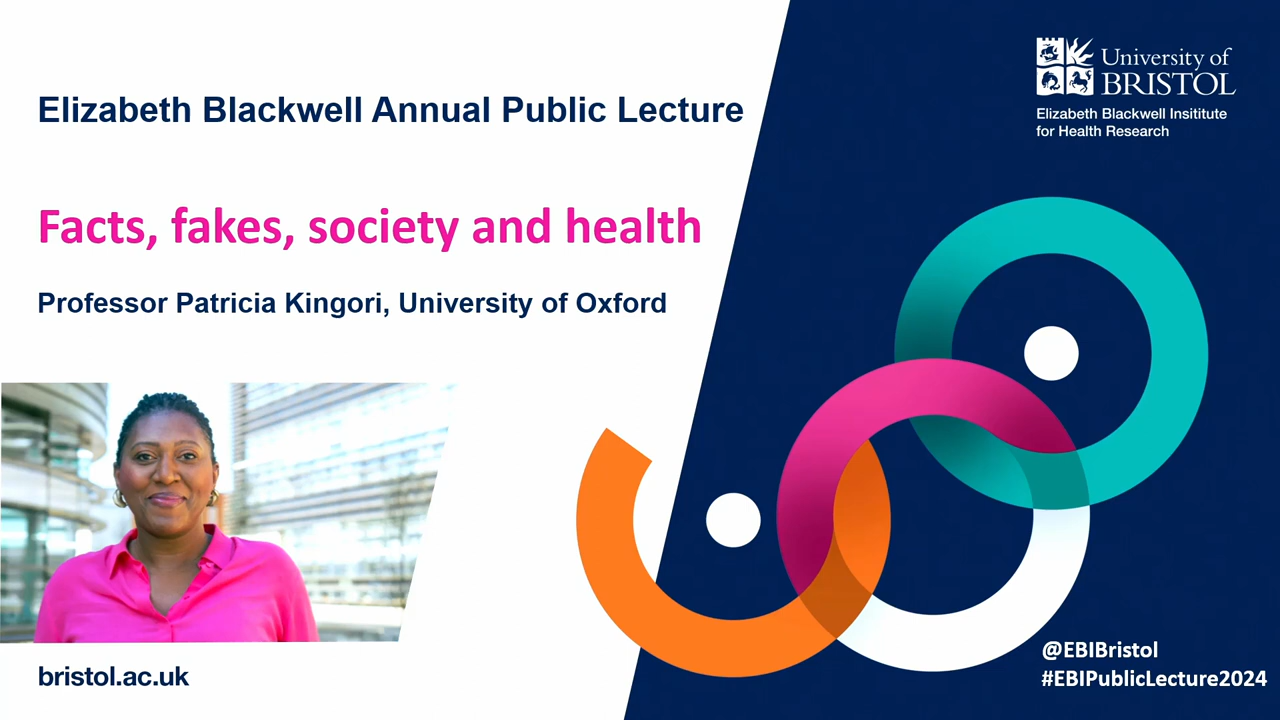 Elizabeth Blackwell Annual Public Lecture
Facts, fakes, society and health
Professor Patricia Kingori, University of Oxford
bristol.ac.uk
University of
BRISTOL
Elizabeth Blackwell Insititute
for Health Research
@EBIBristol
#EBIPublicLecture2024